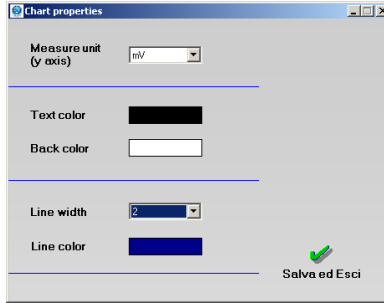 Chart properties
Measure unit
(y axis)
mV
Text color
Back color
Line width
2
Line color
Salva ed Esci